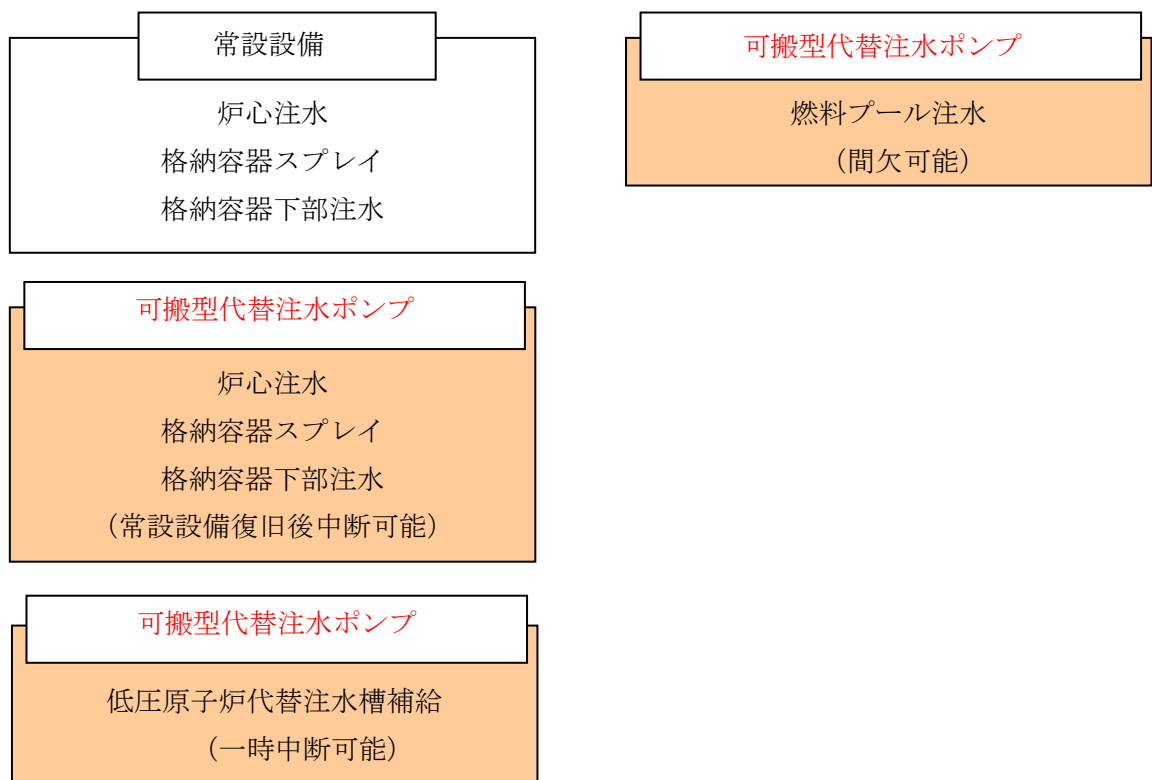 常設設備
炉心注水
格納容器スプレイ
格納容器下部注水
可搬型代替注水ポンプ
燃料プール注水
（間欠可能）
可搬型代替注水ポンプ
炉心注水
格納容器スプレイ
格納容器下部注水
（常設設備復旧後中断可能）
可搬型代替注水ポンプ
低圧原子炉代替注水槽補給
（一時中断可能）